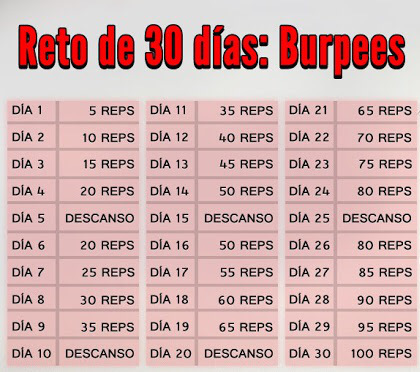 Reto de 30 días: Burpees
DÍA 1 5 REPS
DÍA 2 10 REPS
DÍA 3 15 REPS
DÍA 4 20 REPS
DÍA 5 DESCANSO
DÍA 6 20 REPS
DÍA 7 25 REPS
DÍA 8 30 REPS
DÍA 9 35 REPS
DÍA 10 DESCANSO
DÍA 11 35 REPS
DÍA 12 40 REPS
DÍA 13 45 REPS
DÍA 14 50 REPS
DÍA 15 DESCANSO
DÍA 16 50 REPS
DÍA 17 55 REPS
DÍA 18 60 REPS
DÍA 19 65 REPS
DÍA 20 DESCANSO
DÍA 21 65 REPS
DÍA 22 70 REPS
DÍA 23 75 REPS
DÍA 24 80 REPS
DÍA 25 DESCANSO
DÍA 26 80 REPS
DÍA 27 85 REPS
DÍA 28 90 REPS
DÍA 29 95 REPS
DÍA 30 100 REPS